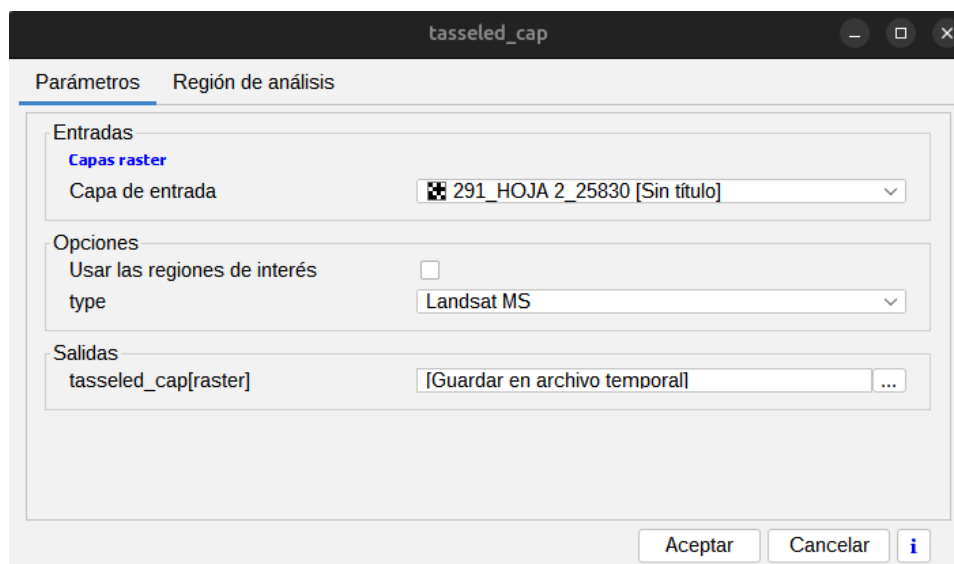 tasseled_cap
Parámetros Región de análisis
Entradas
Capas raster
Capa de entrada 291_HOJA 2_25830 [Sin título]
Opciones
Usar las regiones de interés
type Landsat MS
Salidas
tasseled_cap[raster] [Guardar en archivo temporal] ...
Aceptar Cancelar i